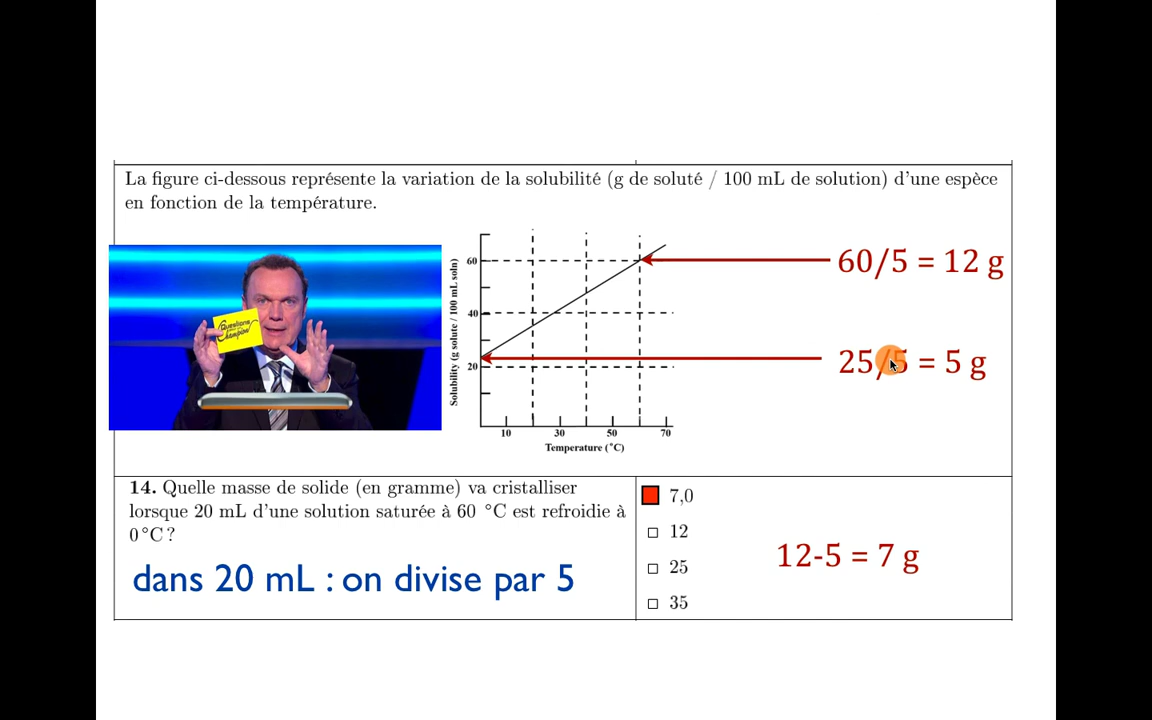 La figure ci-dessous représente la variation de la solubilité (g de soluté / 100 mL de solution) d'une espèce
en fonction de la température.
Questions
Champion
Solubility (g solute / 100 mL soln)
60
40
20
10
30
50
70
Temperature (°C)
60/5 = 12 g
25/5 = 5 g
14. Quelle masse de solide (en gramme) va cristalliser
lorsque 20 mL d'une solution saturée à 60 °C est refroidie à
0°C ?
dans 20 mL : on divise par 5
7,0
12
25
35
12-5 = 7 g